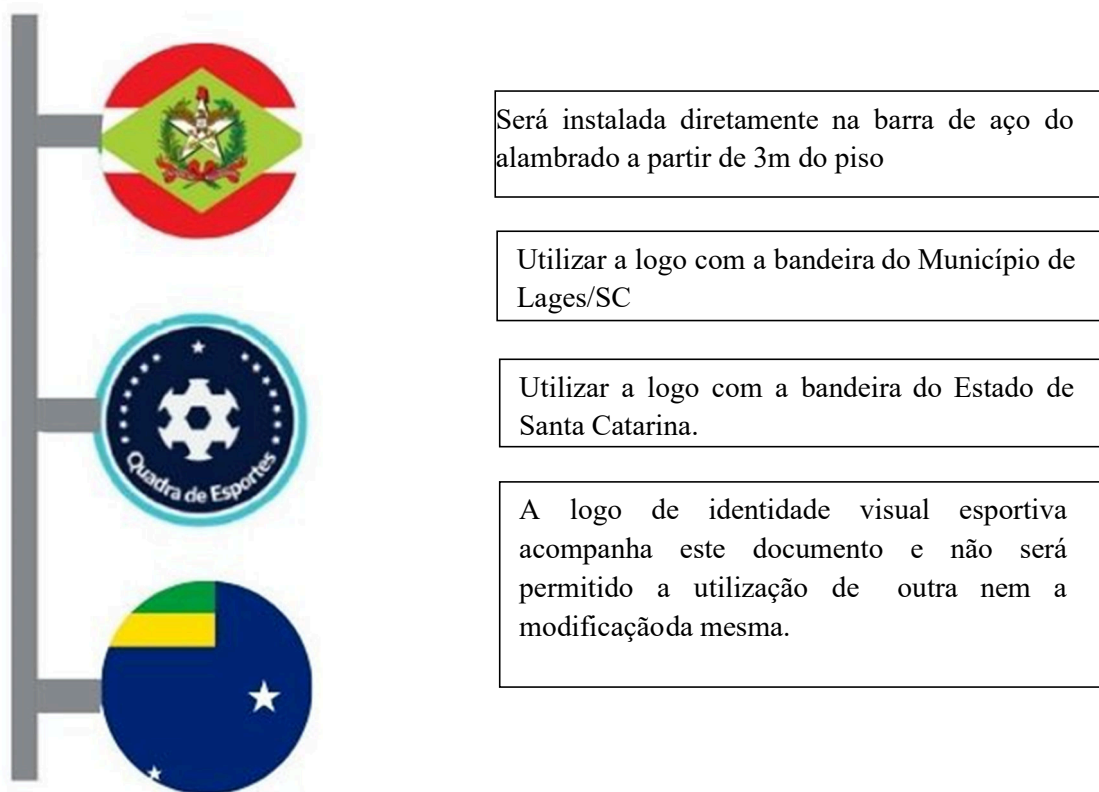 Será instalada diretamente na barra de aço do
alambrado a partir de 3m do piso
Utilizar a logo com a bandeira do Município de
Lages/SC
Utilizar a logo com a bandeira do Estado de
Santa Catarina.
Quadra de Esportes
A logo de identidade visual esportiva
acompanha este documento e não será
permitido a utilização de outra nem a
modificaçãoda mesma.